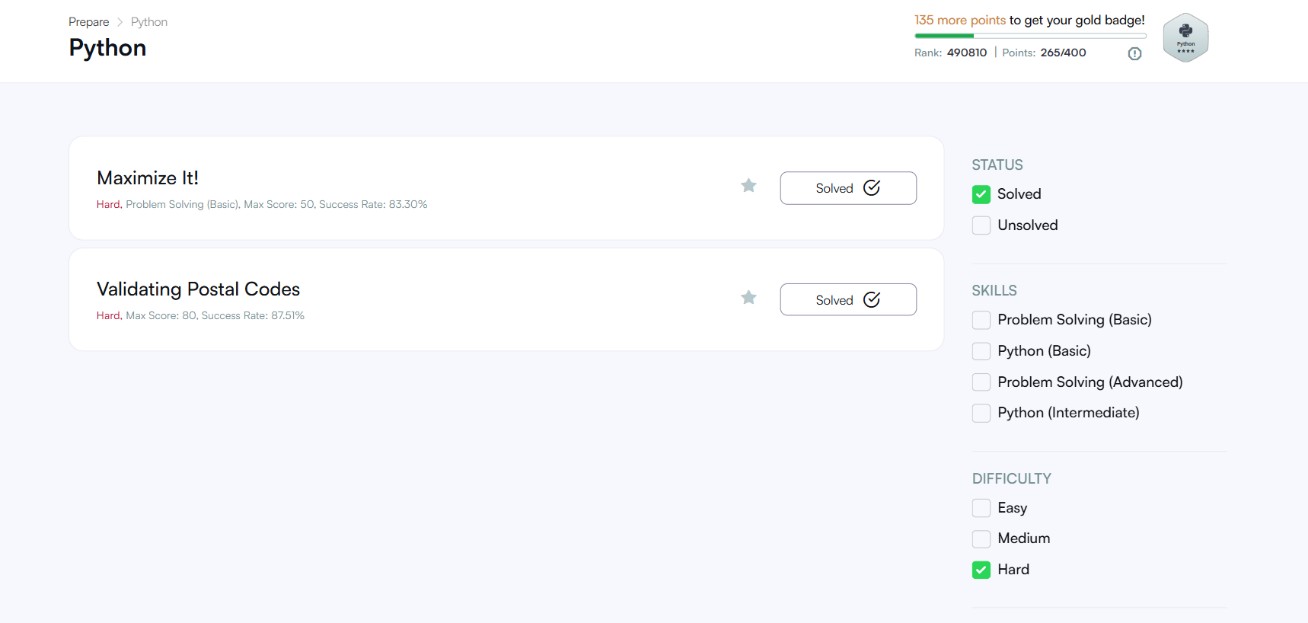 Prepare > Python
Python
135 more points to get your gold badge!
Rank: 490810 | Points: 265/400
Python
Maximize It!
Hard, Problem Solving (Basic), Max Score: 50, Success Rate: 83.30%
Solved
Validating Postal Codes
Hard, Max Score: 80, Success Rate: 87.51%
Solved
STATUS
Solved
Unsolved
SKILLS
Problem Solving (Basic)
Python (Basic)
Problem Solving (Advanced)
Python (Intermediate)
DIFFICULTY
Easy
Medium
Hard